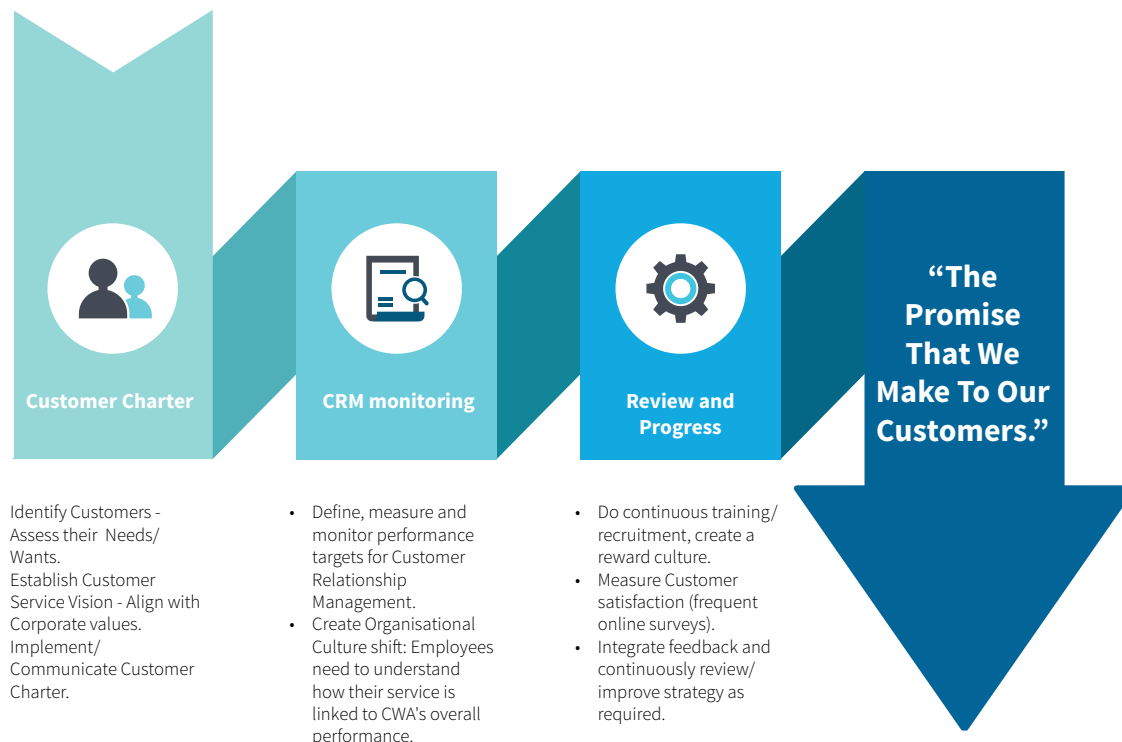 Customer Charter
Identify Customers -
Assess their  Needs/
Wants.
Establish Customer
Service Vision - Align with
Corporate values.
Implement/
Communicate Customer
Charter.
CRM monitoring
• Define, measure and
monitor performance
targets for Customer
Relationship
Management.
• Create Organisational
Culture shift: Employees
need to understand
how their service is
linked to CWA's overall
performance.
Review and
Progress
• Do continuous training/
recruitment, create a
reward culture.
• Measure Customer
satisfaction (frequent
online surveys).
• Integrate feedback and
continuously review/
improve strategy as
required.
“The
Promise
That We
Make To Our
Customers.”